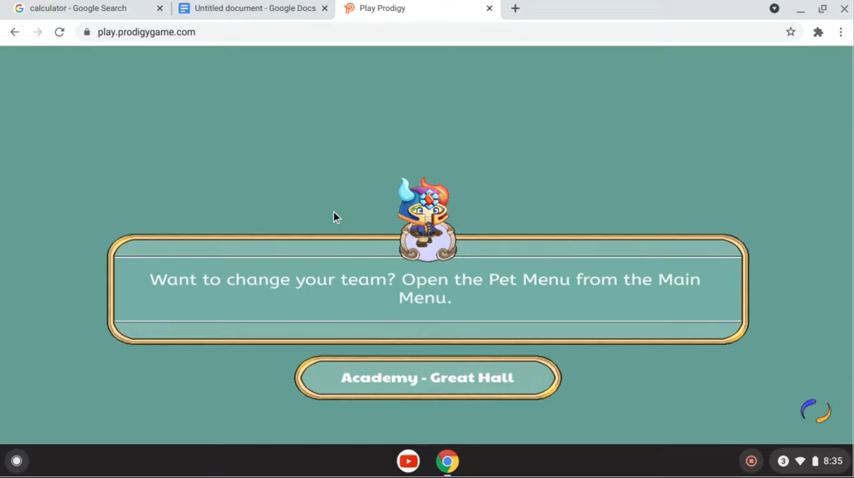 calculator - Google Search
Untitled document - Google Docs
Play Prodigy
play.prodigygame.com
Want to change your team? Open the Pet Menu from the Main
Menu.
Academy - Great Hall
3
8:35